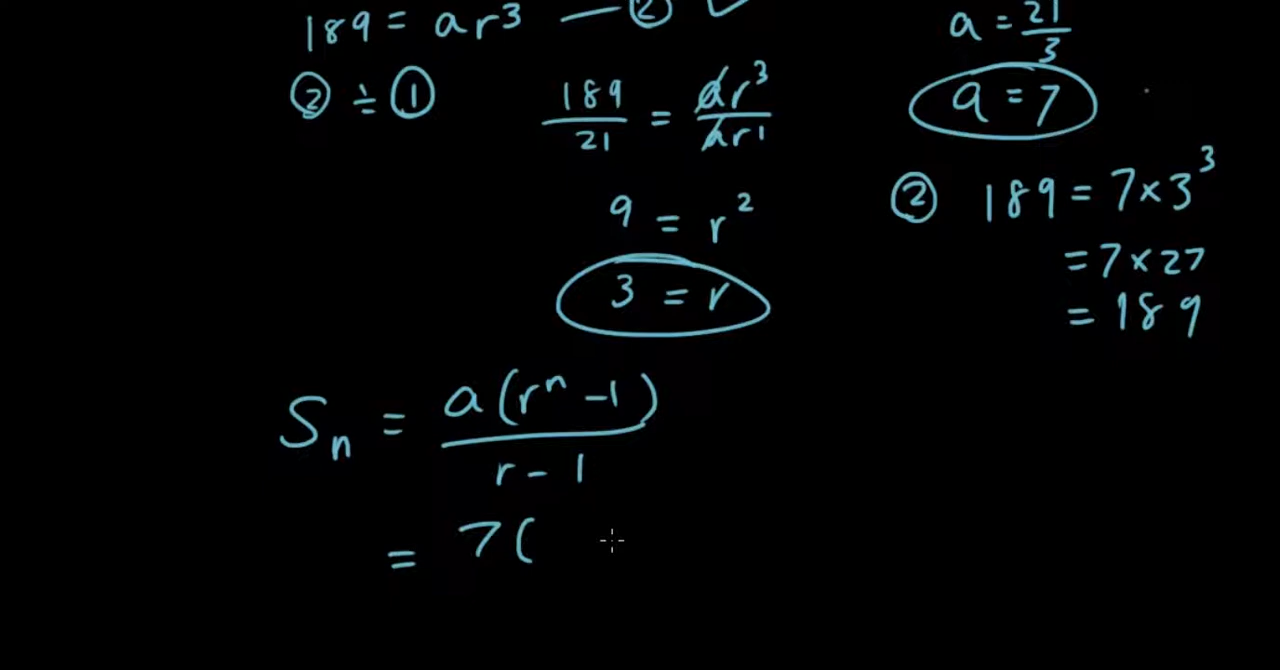 189 = ar³ — ②
② ÷ ①
189/21 = ar³/ar1
9 = r²
3 = r
a = 21/3
a = 7
② 189 = 7×3³
= 7×27
= 189
Sn = a(rⁿ -1)/r - 1
= 7(